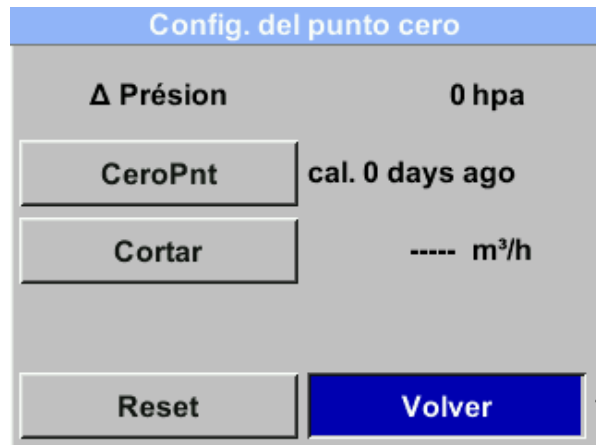 Config. del punto cero
Δ Présion 0 hpa
CeroPnt cal. 0 days ago
Cortar ----- m³/h
Reset Volver